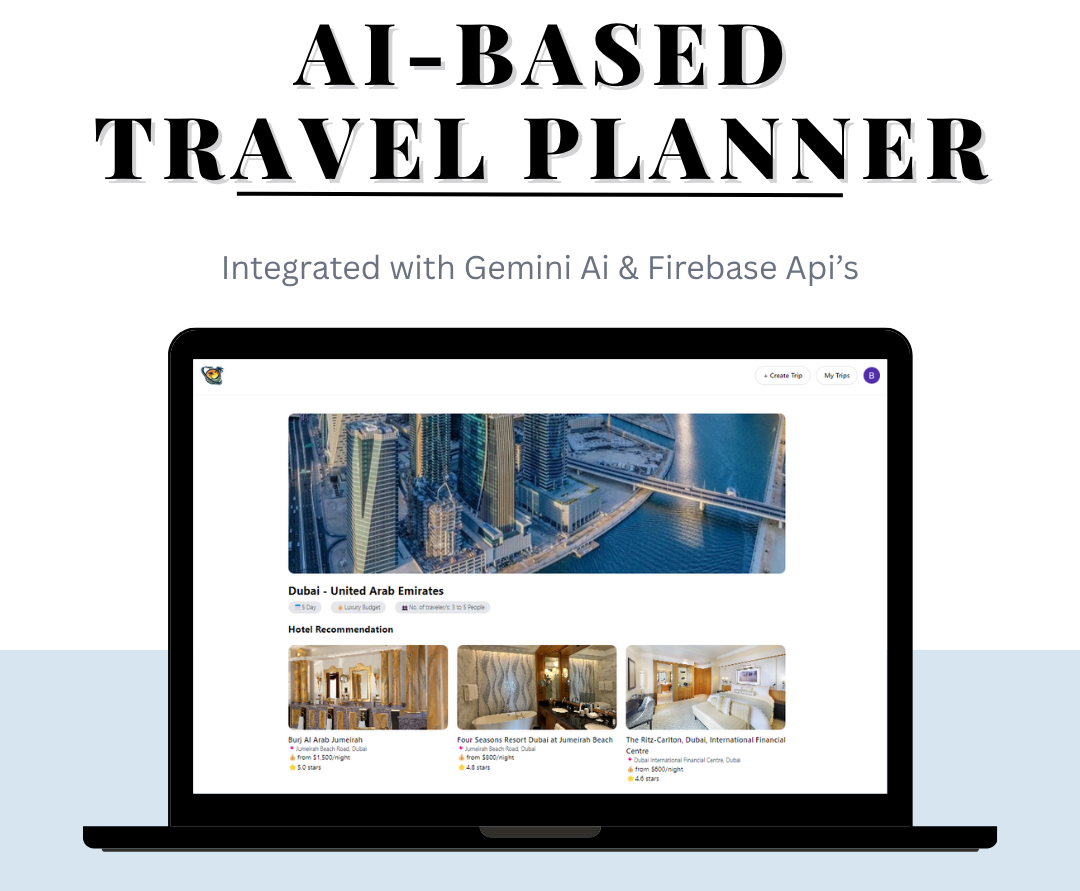 AI-BASED
TRAVEL PLANNER
Integrated with Gemini Ai & Firebase Api’s
+ Create Trip
My Trips
B
Dubai - United Arab Emirates
5 Day
Luxury Budget
No. of traveler/s: 3 to 5 People
Hotel Recommendation
Burj Al Arab Jumeirah
Jumeirah Beach Road, Dubai
from $1,500/night
5.0 stars
Four Seasons Resort Dubai at Jumeirah Beach
Jumeirah Beach Road, Dubai
from $800/night
4.8 stars
The Ritz-Carlton, Dubai, International Financial
Centre
Dubai International Financial Centre, Dubai
from $600/night
4.6 stars